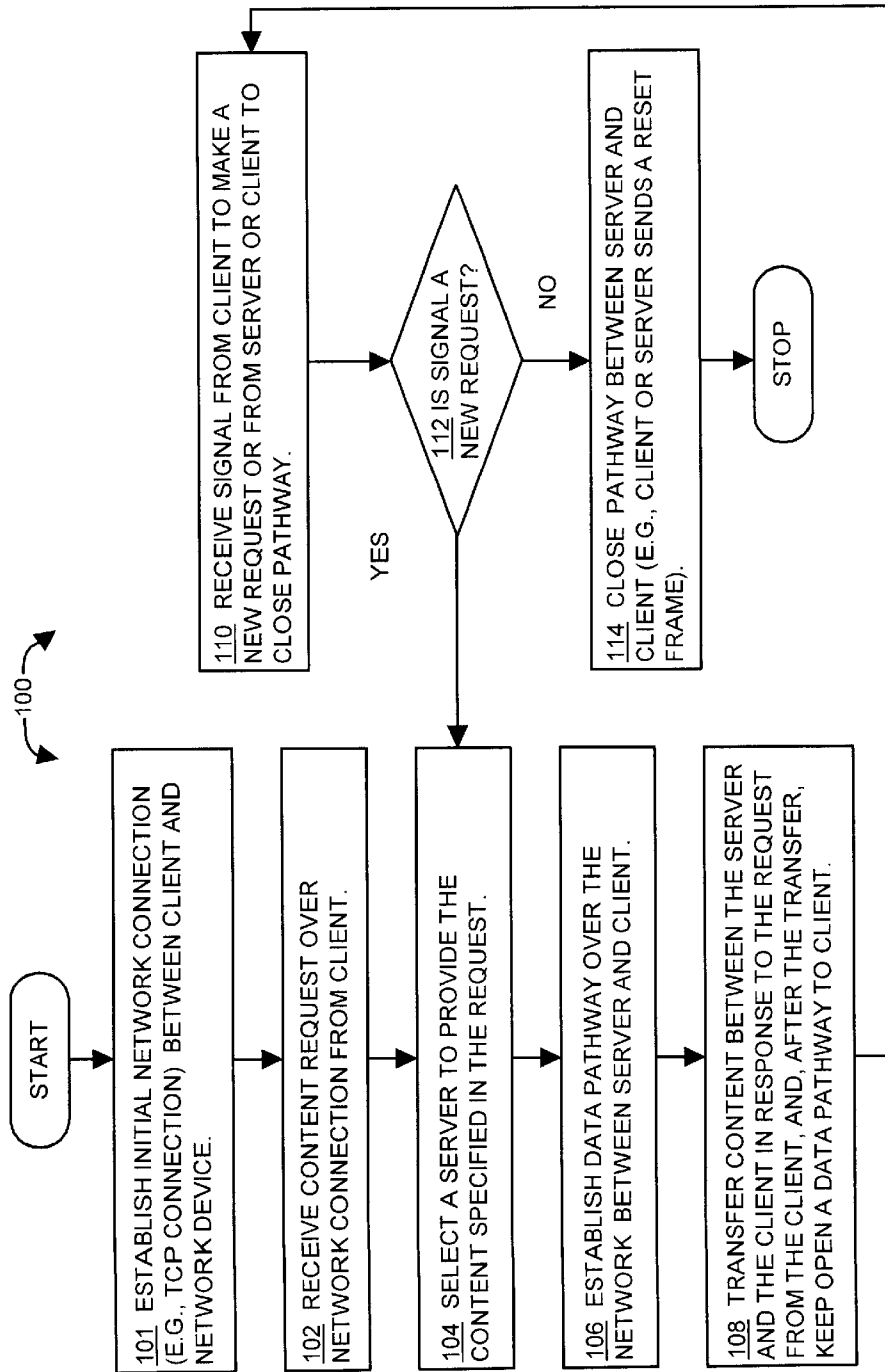 100
START
101 ESTABLISH INITIAL NETWORK CONNECTION
(E.G., TCP CONNECTION) BETWEEN CLIENT AND
NETWORK DEVICE.
102 RECEIVE CONTENT REQUEST OVER
NETWORK CONNECTION FROM CLIENT.
104 SELECT A SERVER TO PROVIDE THE
CONTENT SPECIFIED IN THE REQUEST.
106 ESTABLISH DATA PATHWAY OVER THE
NETWORK BETWEEN SERVER AND CLIENT.
108 TRANSFER CONTENT BETWEEN THE SERVER
AND THE CLIENT IN RESPONSE TO THE REQUEST
FROM THE CLIENT, AND, AFTER THE TRANSFER,
KEEP OPEN A DATA PATHWAY TO CLIENT.
110 RECEIVE SIGNAL FROM CLIENT TO MAKE A
NEW REQUEST OR FROM SERVER OR CLIENT TO
CLOSE PATHWAY.
112 IS SIGNAL A
NEW REQUEST?
YES
NO
114 CLOSE PATHWAY BETWEEN SERVER AND
CLIENT (E.G., CLIENT OR SERVER SENDS A RESET
FRAME).
STOP